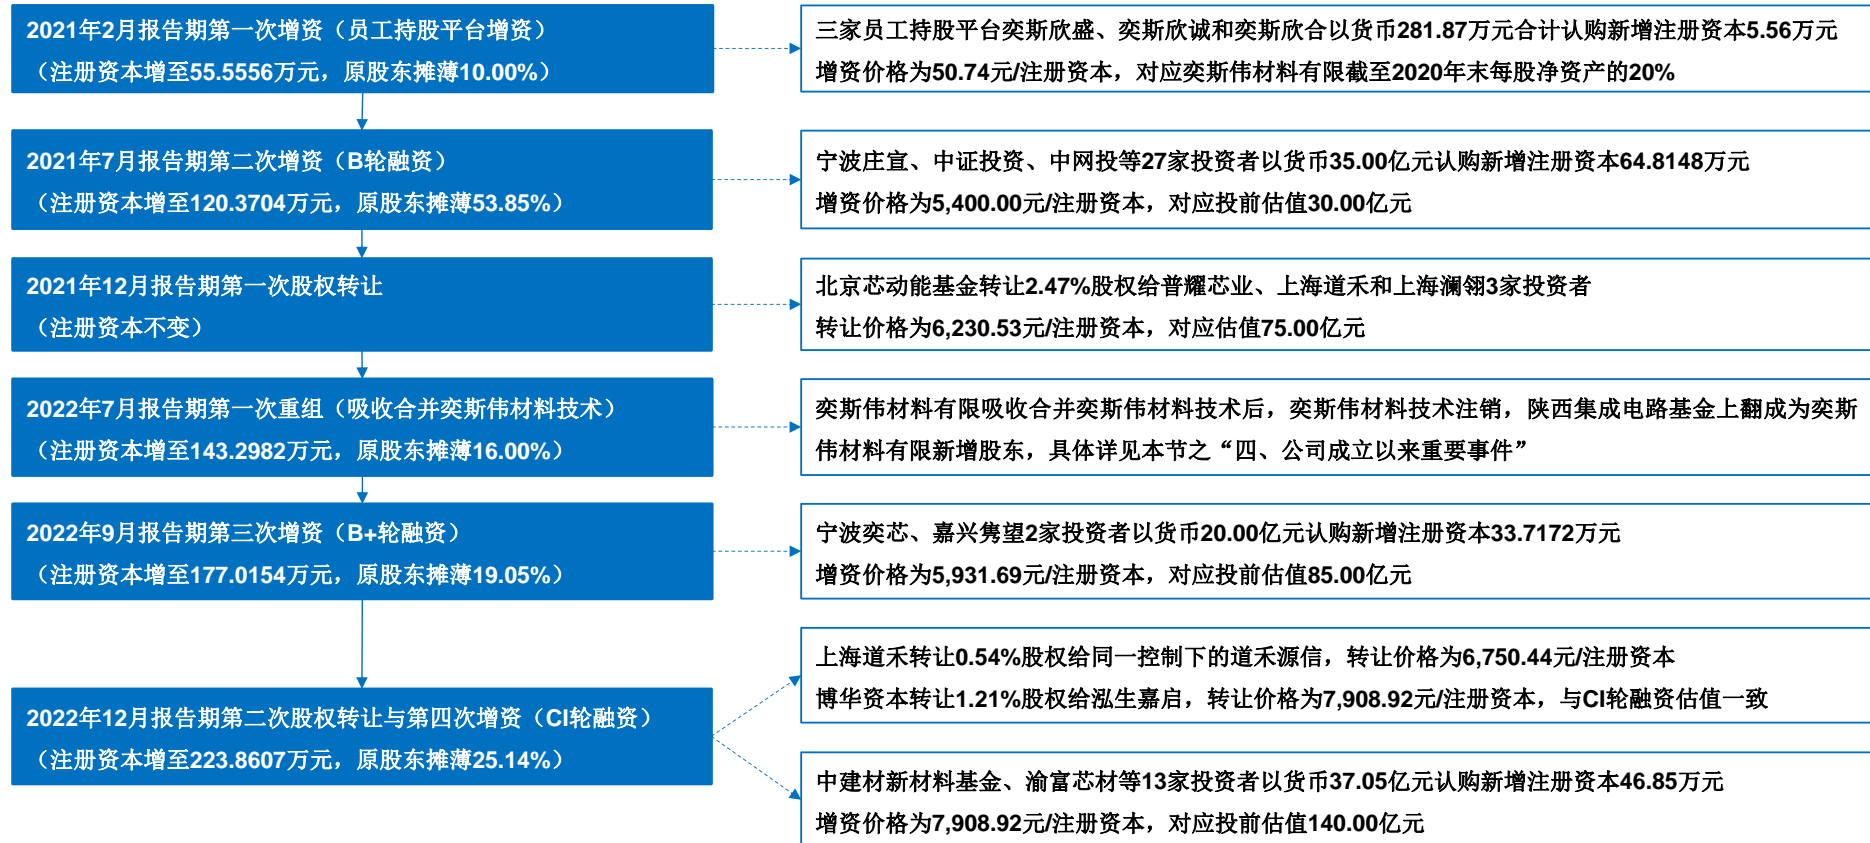 2021年2月报告期第一次增资（员工持股平台增资）
（注册资本增至55.5556万元，原股东摊薄10.00%）
三家员工持股平台奕斯欣盛、奕斯欣诚和奕斯欣合以货币281.87万元合计认购新增注册资本5.56万元
增资价格为50.74元/注册资本，对应奕斯伟材料有限截至2020年末每股净资产的20%
2021年7月报告期第二次增资（B轮融资）
（注册资本增至120.3704万元，原股东摊薄53.85%）
宁波庄宣、中证投资、中网投等27家投资者以货币35.00亿元认购新增注册资本64.8148万元
增资价格为5,400.00元/注册资本，对应投前估值30.00亿元
2021年12月报告期第一次股权转让
（注册资本不变）
北京芯动能基金转让2.47%股权给普耀芯业、上海道禾和上海澜翎3家投资者
转让价格为6,230.53元/注册资本，对应估值75.00亿元
2022年7月报告期第一次重组（吸收合并奕斯伟材料技术）
（注册资本增至143.2982万元，原股东摊薄16.00%）
奕斯伟材料有限吸收合并奕斯伟材料技术后，奕斯伟材料技术注销，陕西集成电路基金上翻成为奕斯
伟材料有限新增股东，具体详见本节之“四、公司成立以来重要事件”
2022年9月报告期第三次增资（B+轮融资）
（注册资本增至177.0154万元，原股东摊薄19.05%）
宁波奕芯、嘉兴隽望2家投资者以货币20.00亿元认购新增注册资本33.7172万元
增资价格为5,931.69元/注册资本，对应投前估值85.00亿元
2022年12月报告期第二次股权转让与第四次增资（CI轮融资）
（注册资本增至223.8607万元，原股东摊薄25.14%）
上海道禾转让0.54%股权给同一控制下的道禾源信，转让价格为6,750.44元/注册资本
博华资本转让1.21%股权给泓生嘉启，转让价格为7,908.92元/注册资本，与CI轮融资估值一致
中建材新材料基金、渝富芯材等13家投资者以货币37.05亿元认购新增注册资本46.85万元
增资价格为7,908.92元/注册资本，对应投前估值140.00亿元